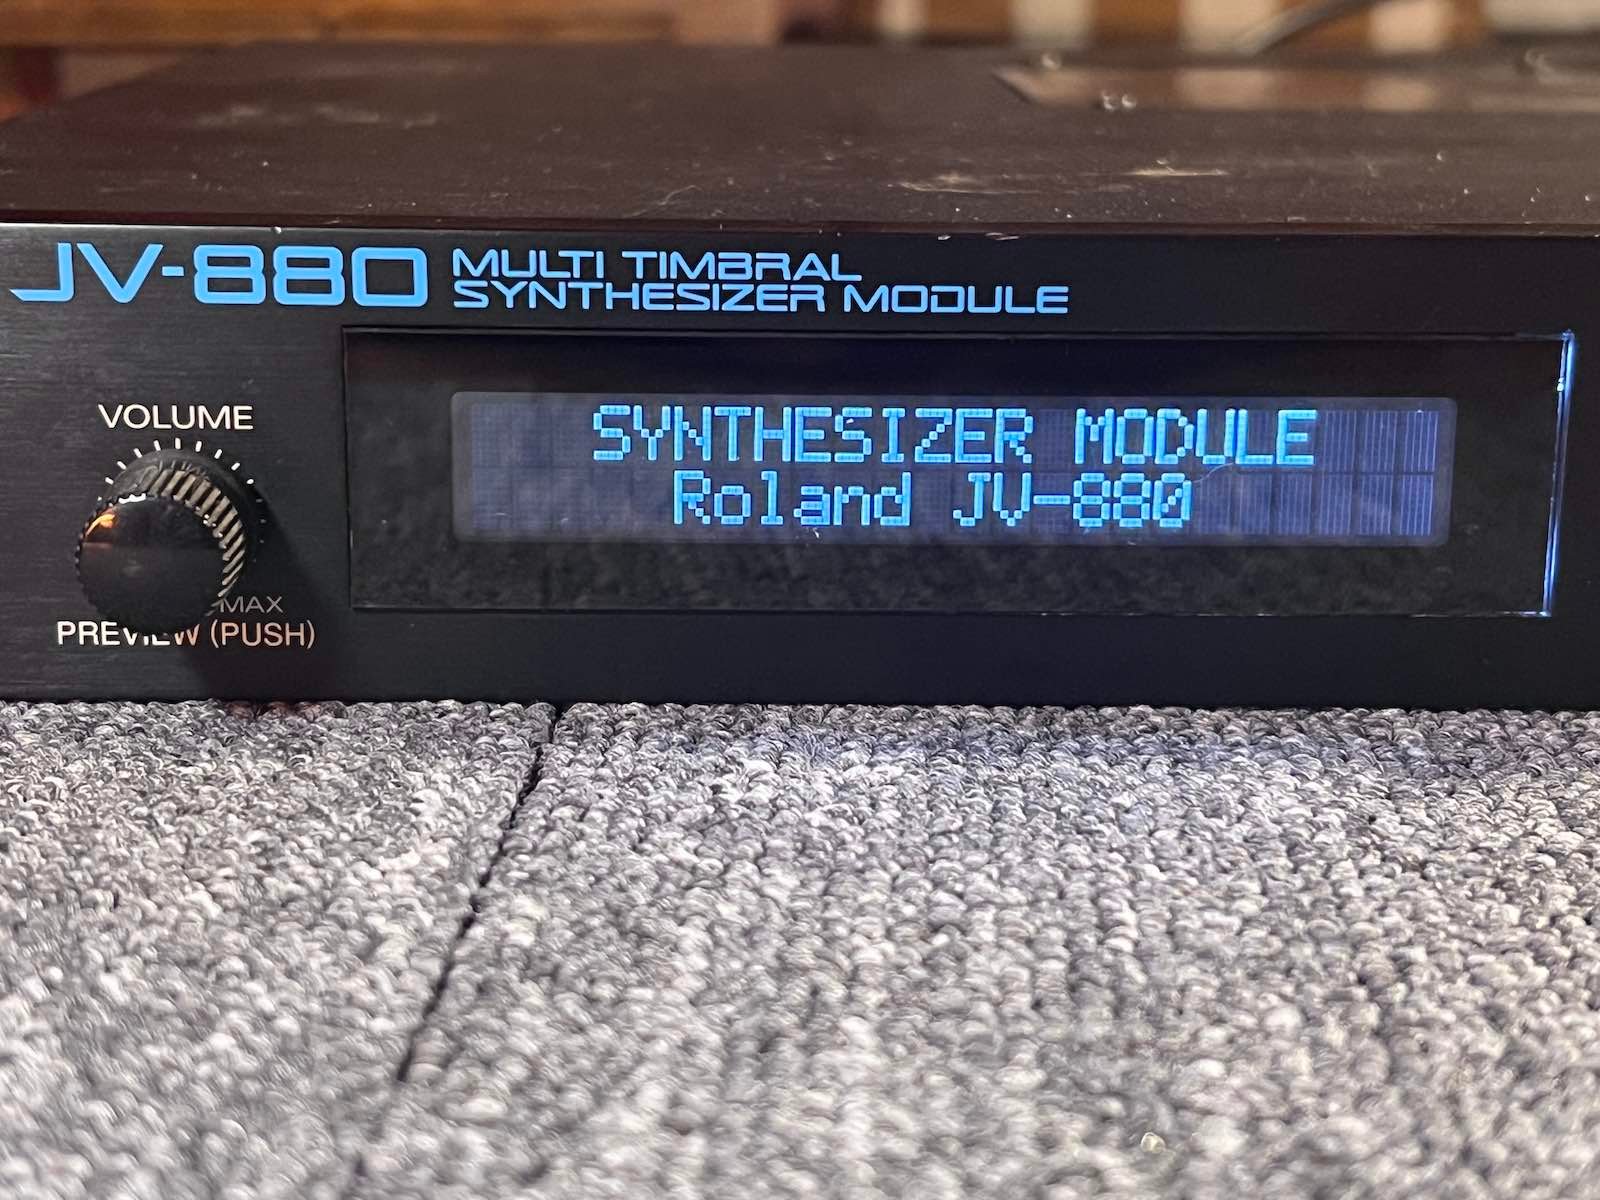 JV-880 MULTI TIMBRAL
SYNTHESIZER MODULE
VOLUME
SYNTHESIZER MODULE
Roland JV-880
MAX
PREVIEW (PUSH)